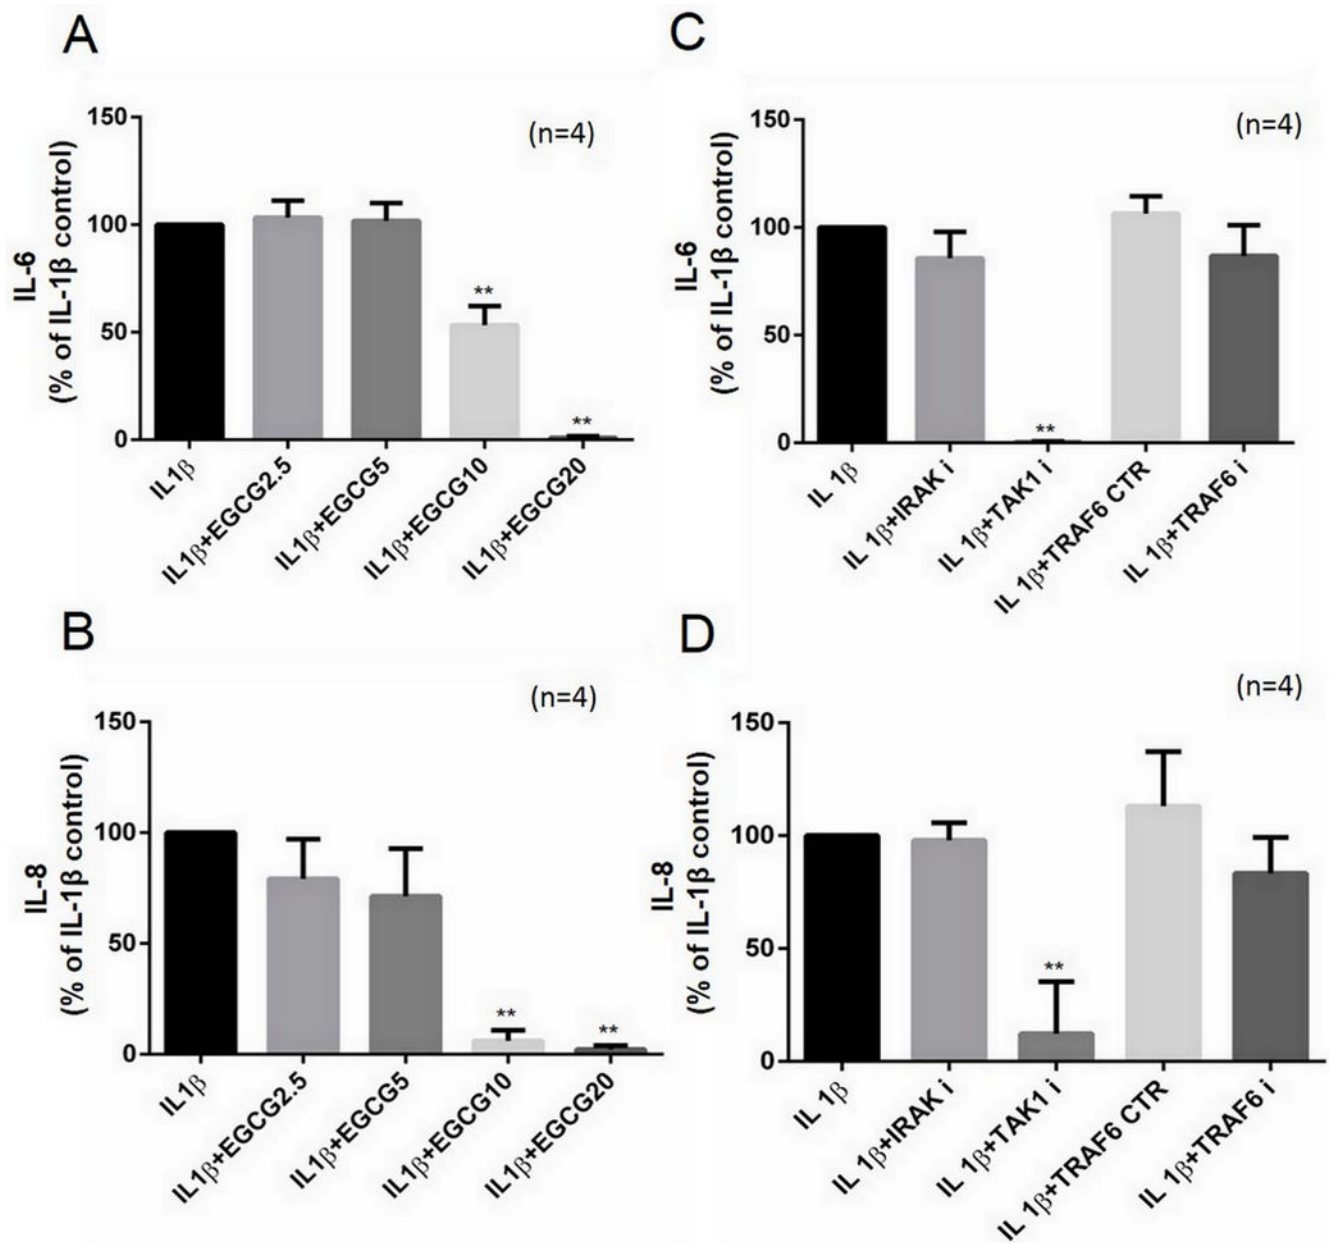 A
(n=4)
IL-6
(% of IL-1β control)
150
100
50
0
**
**
IL1β
IL1β+EGCG2.5
IL1β+EGCG5
IL1β+EGCG10
IL1β+EGCG20
C
(n=4)
IL-6
(% of IL-1β control)
150
100
50
0
**
IL 1β
IL 1β+IRAK i
IL 1β+TAK1 i
IL 1β+TRAF6 CTR
IL 1β+TRAF6 i
B
(n=4)
IL-8
(% of IL-1β control)
150
100
50
0
**
**
IL1β
IL1β+EGCG2.5
IL1β+EGCG5
IL1β+EGCG10
IL1β+EGCG20
D
(n=4)
IL-8
(% of IL-1β control)
150
100
50
0
**
IL 1β
IL 1β+IRAK i
IL 1β+TAK1 i
IL 1β+TRAF6 CTR
IL 1β+TRAF6 i